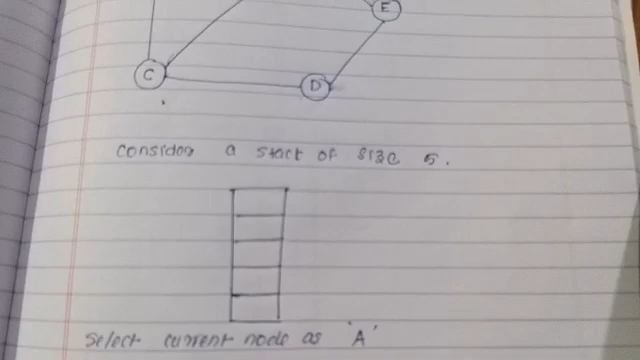 E
C
D
consider a stack of size 5.
select current node as 'A'